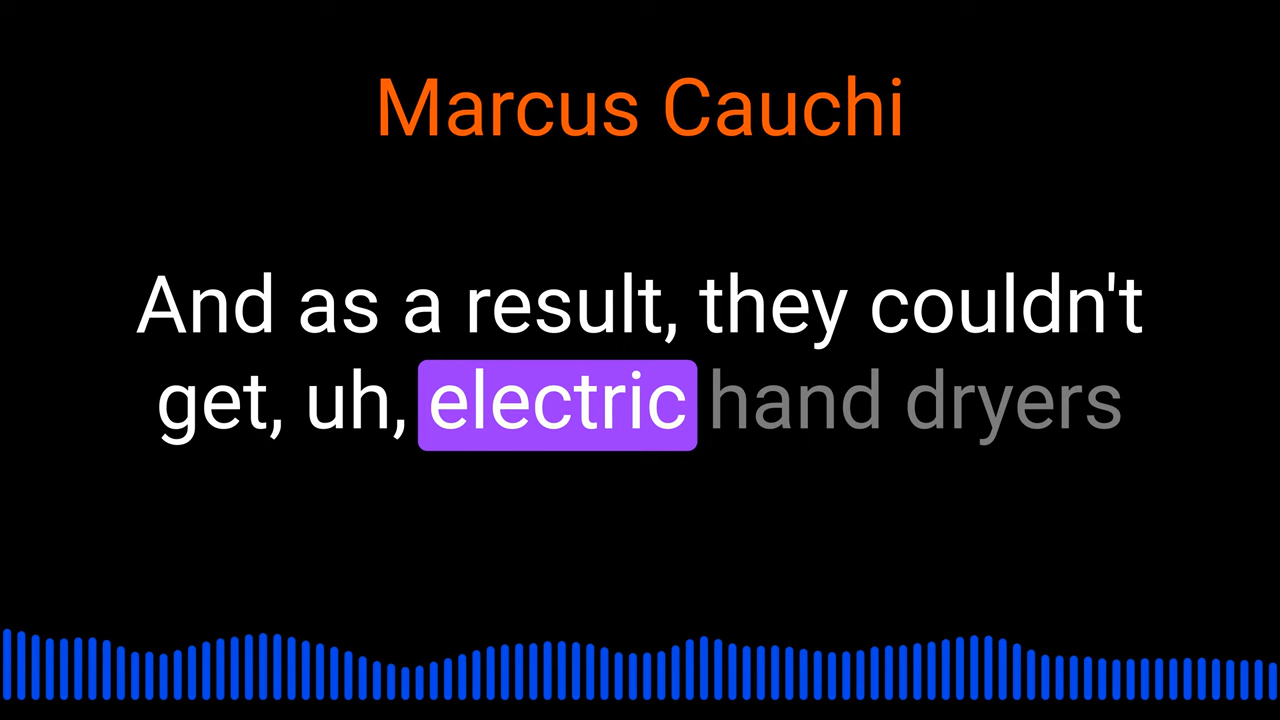 Marcus Cauchi
And as a result, they couldn't
get, uh, electric hand dryers